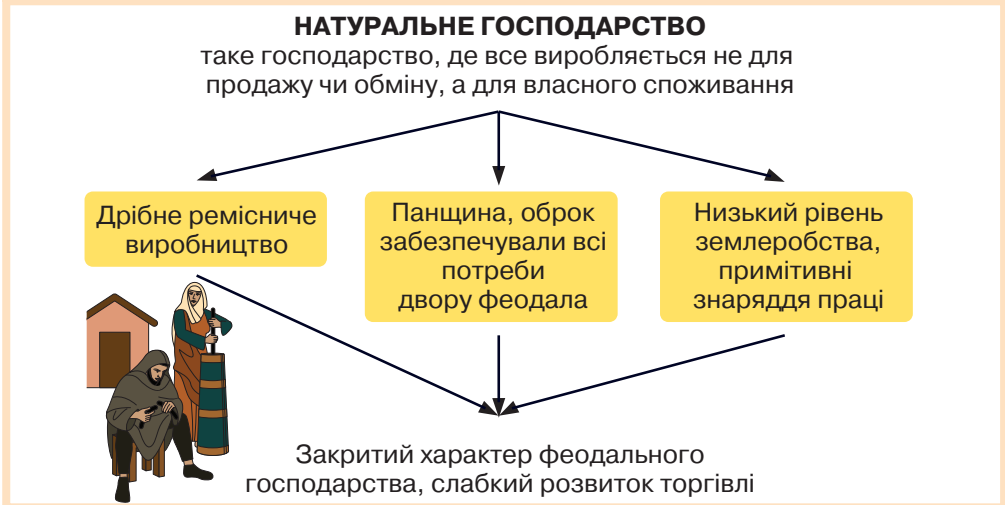 НАТУРАЛЬНЕ ГОСПОДАРСТВО
таке господарство, де все виробляється не для
продажу чи обміну, а для власного споживання
Дрібне ремісниче
виробництво
Панщина, оброк
забезпечували всі
потреби
двору феодала
Низький рівень
землеробства,
примітивні
знаряддя праці
Закритий характер феодального
господарства, слабкий розвиток торгівлі